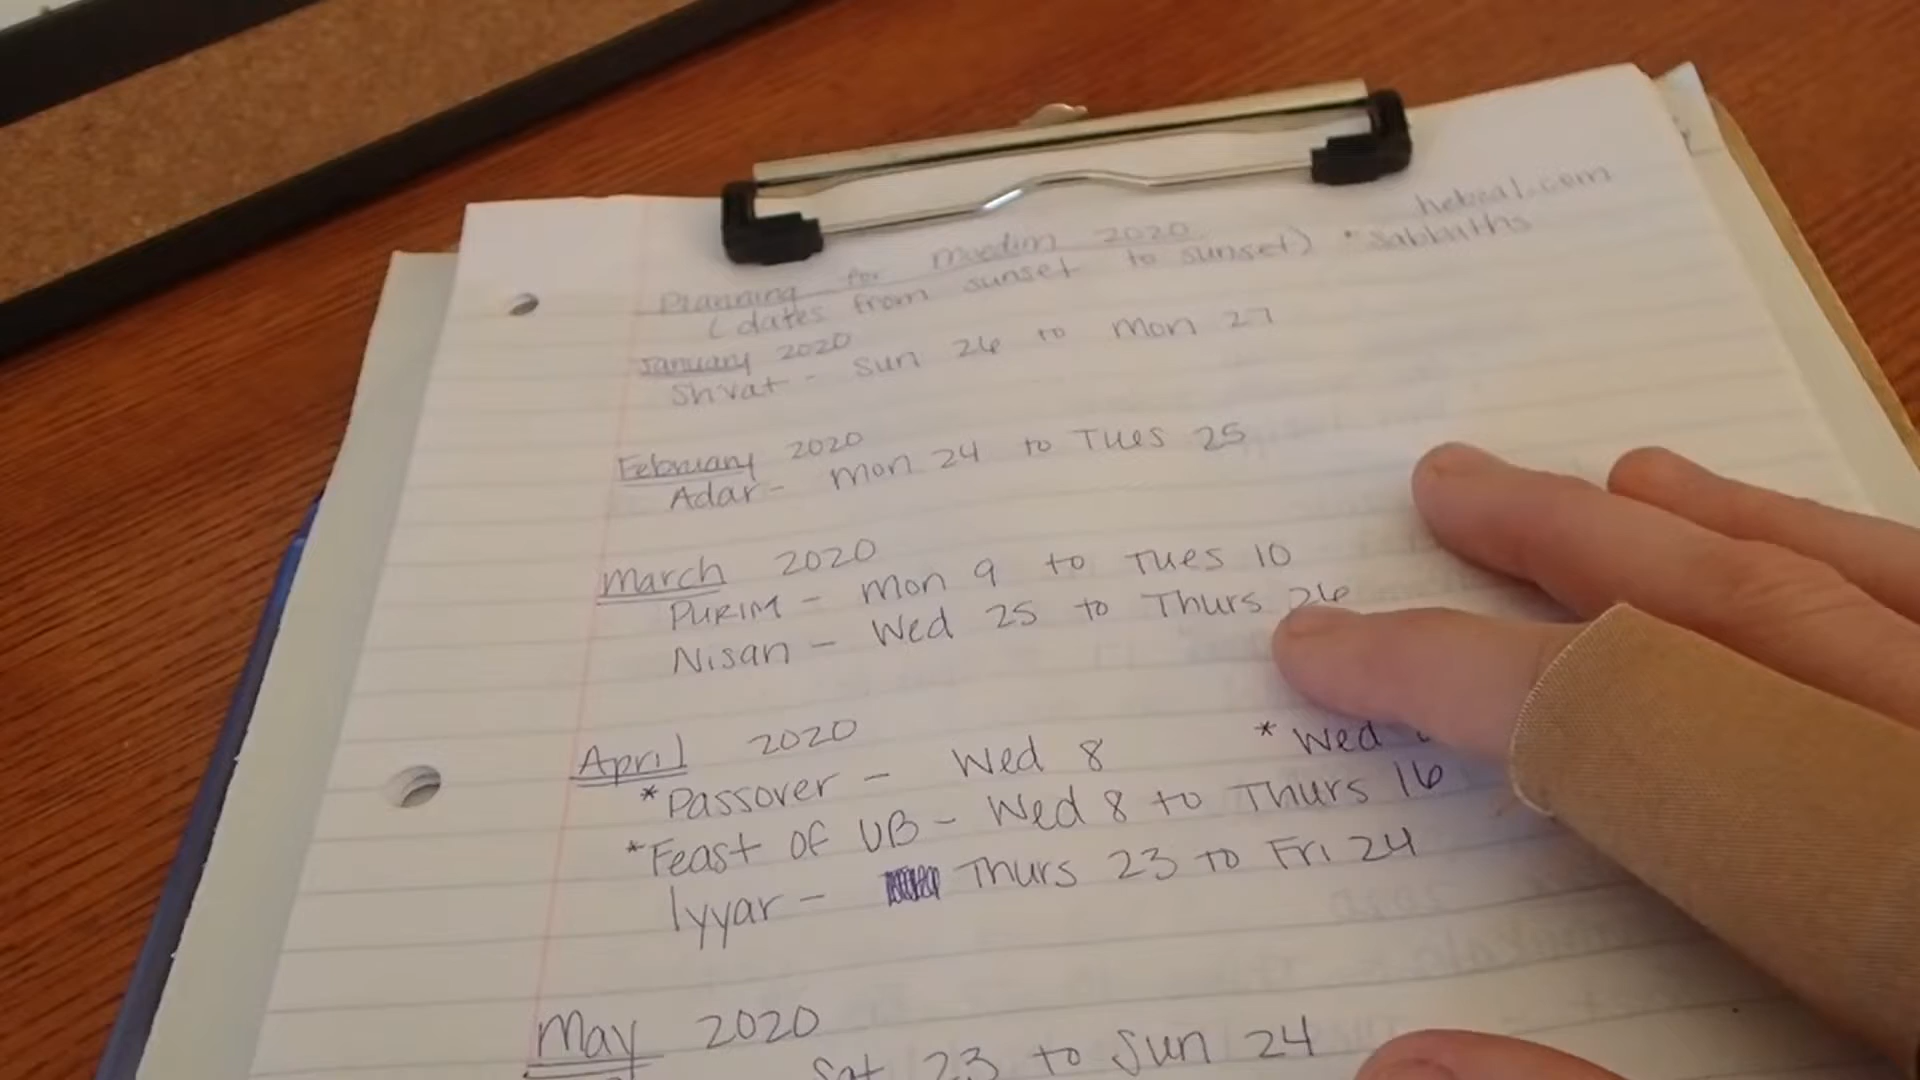 hebcal.com
Planning for Moedim 2020
(dates from sunset to sunset) *Sabbaths
January 2020
Shvat - Sun 26 to Mon 27
February 2020
Adar - Mon 24 to Tues 25
March 2020
PURIM - Mon 9 to Tues 10
Nisan - Wed 25 to Thurs 26
April 2020
*Passover - Wed 8 *Wed
*Feast of UB - Wed 8 to Thurs 16
Iyyar - Thurs 23 to Fri 24
May 2020
Sat 23 to Sun 24